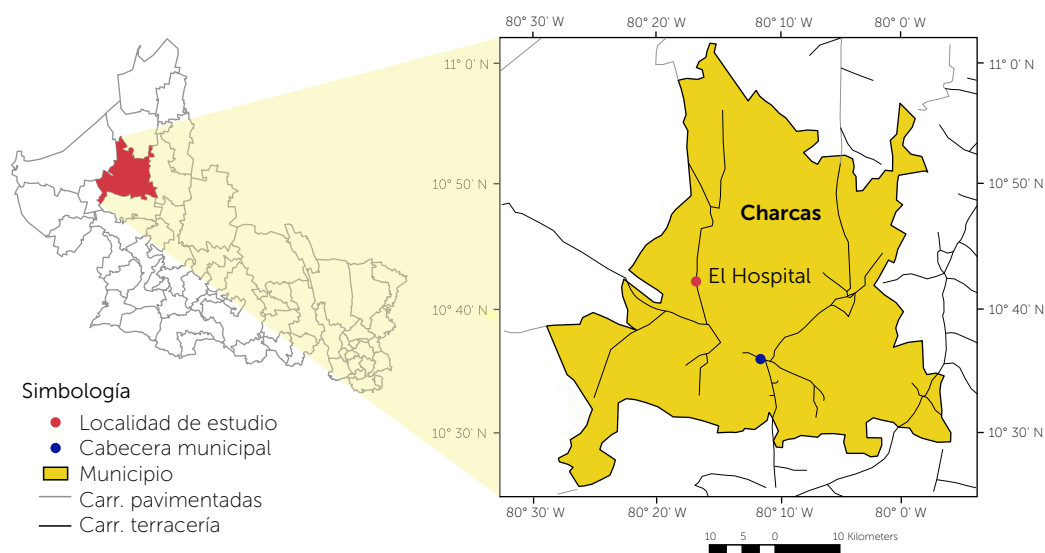 80° 30' W 80° 20' W 80° 10' W 80° 0' W
11° 0' N 11° 0' N
10° 50' N 10° 50' N
Charcas
El Hospital
10° 40' N 10° 40' N
10° 30' N 10° 30' N
80° 30' W 80° 20' W 80° 10' W 80° 0' W
10 5 0 10 Kilometers
Simbología
Localidad de estudio
Cabecera municipal
Municipio
Carr. pavimentadas
Carr. terracería